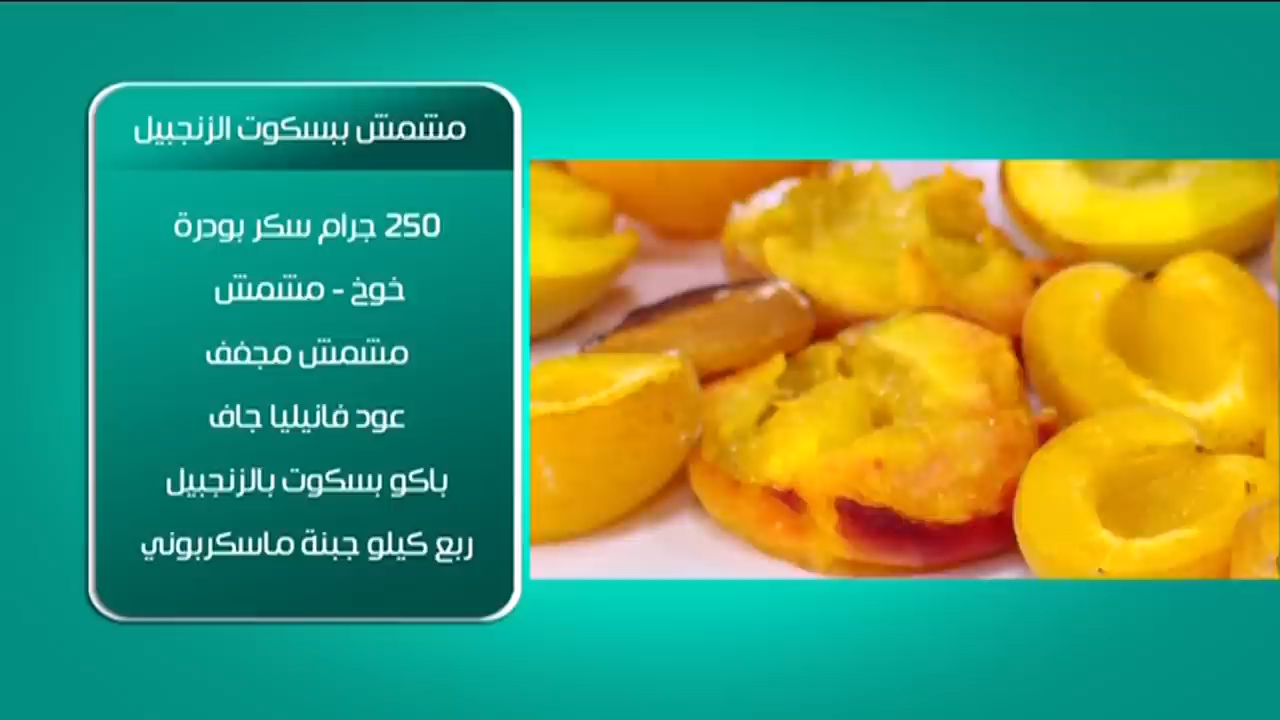 مشمش ببسكوت الزنجبيل
250 جرام سكر بودرة
خوخ - مشمش
مشمش مجفف
عود فانيليا جاف
باكو بسكوت بالزنجبيل
ربع كيلو جبنة ماسكربوني